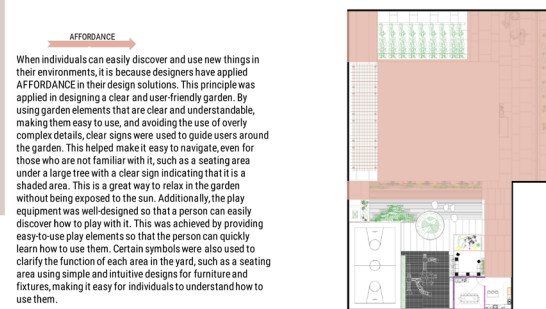 AFFORDANCE
When individuals can easily discover and use new things in
their environments, it is because designers have applied
AFFORDANCE in their design solutions. This principle was
applied in designing a clear and user-friendly garden. By
using garden elements that are clear and understandable,
making them easy to use, and avoiding the use of overly
complex details, clear signs were used to guide users around
the garden. This helped make it easy to navigate, even for
those who are not familiar with it, such as a seating area
under a large tree with a clear sign indicating that it is a
shaded area. This is a great way to relax in the garden
without being exposed to the sun. Additionally, the play
equipment was well-designed so that a person can easily
discover how to play with it. This was achieved by providing
easy-to-use play elements so that the person can quickly
learn how to use them. Certain symbols were also used to
clarify the function of each area in the yard, such as a seating
area using simple and intuitive designs for furniture and
fixtures, making it easy for individuals to understand how to
use them.